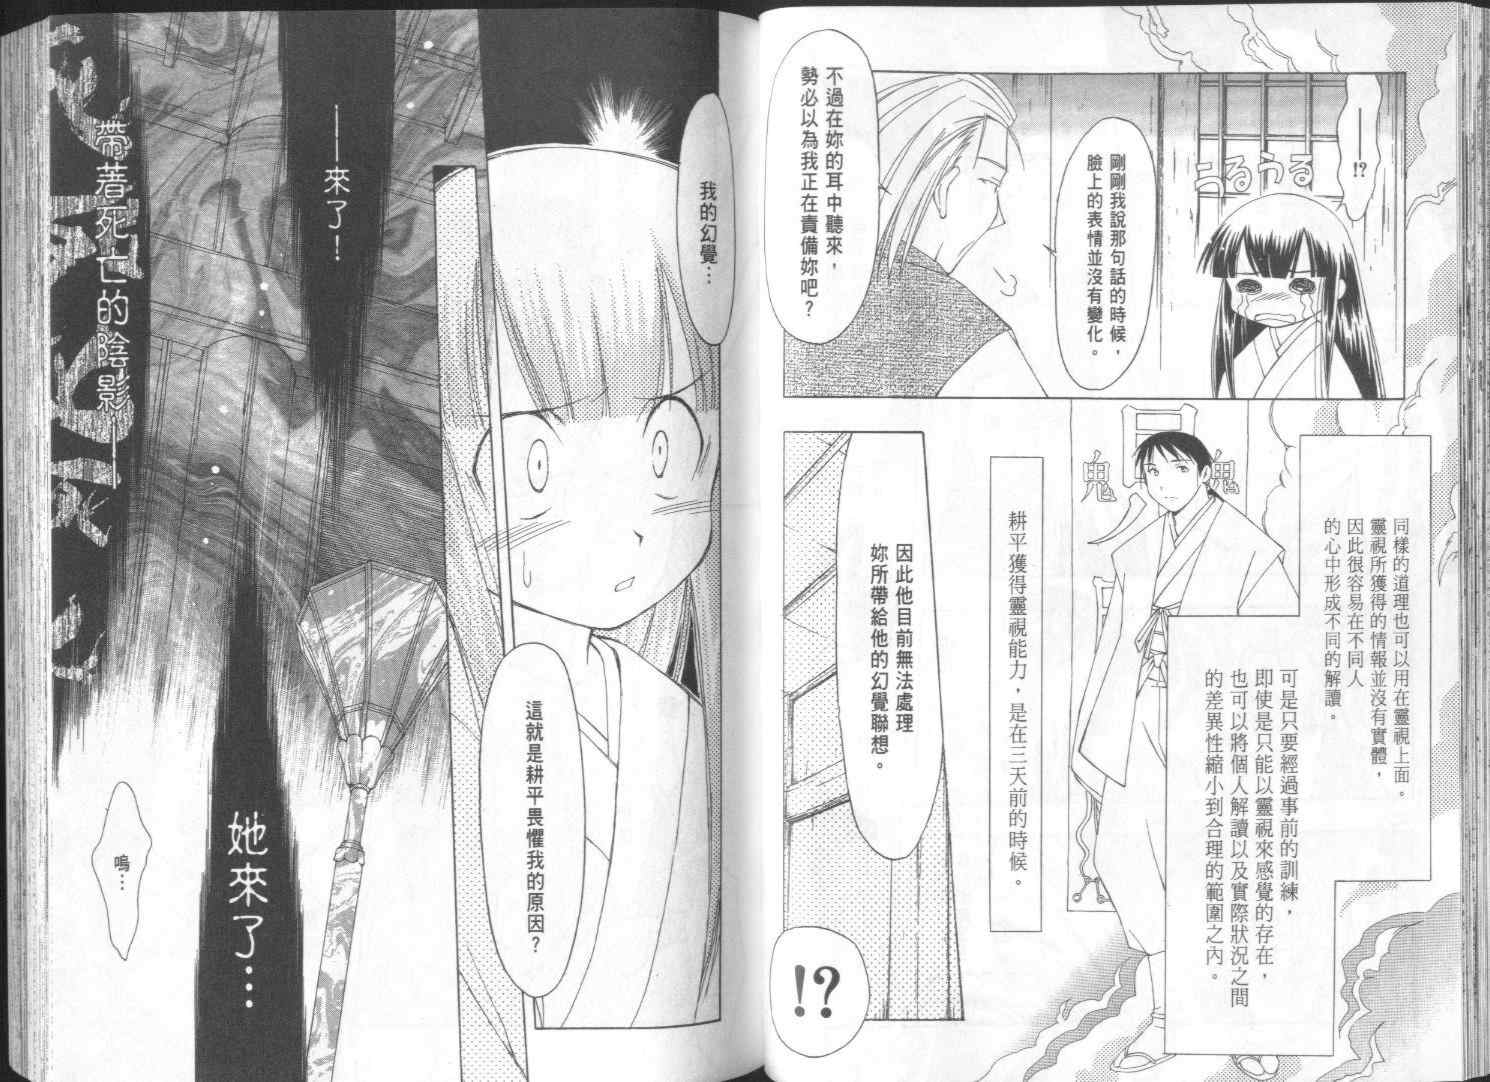 ——!?
うるうる
剛剛我說那句話的時候，
臉上的表情並沒有變化。
不過在妳的耳中聽來，
勢必以為我正在責備妳吧？
同樣的道理也可以用在靈視上面。
靈視所獲得的情報並沒有實體，
因此很容易在不同人
的心中形成不同的解讀。
可是只要經過事前的訓練，
即使是只能以靈視來感覺的存在，
也可以將個人解讀以及實際狀況之間
的差異性縮小到合理的範圍之內。
鬼
鬼
耕平獲得靈視能力，是在三天前的時候。
因此他目前無法處理
妳所帶給他的幻覺聯想。
!?
我的幻覺…
這就是耕平畏懼我的原因？
——來了！
帶著死亡的陰影——
她來了…
嗚…